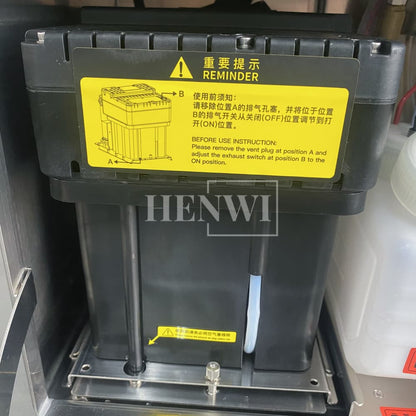 重要提示
REMINDER
B
使用前须知：
请移除位置A的排气孔塞，并将位于位置
B的排气开关从关闭(OFF)位置调节到打
开(ON)位置。
A
BEFORE USE INSTRUCTION:
Please remove the vent plug at position A and
adjust the exhaust switch at position B to the
ON position.
HENWI